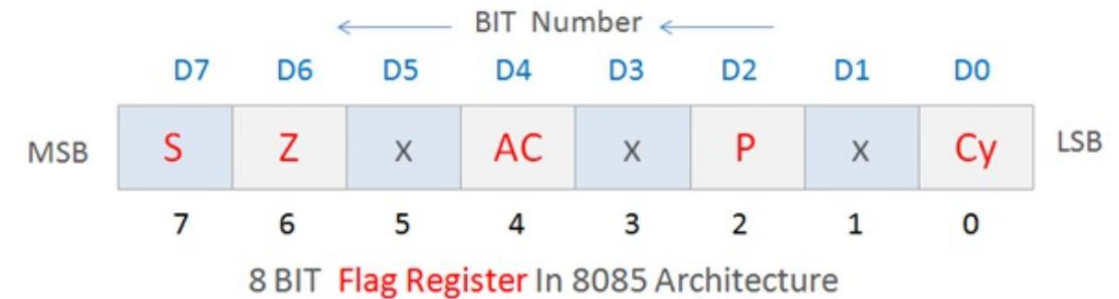 BIT Number
D7 D6 D5 D4 D3 D2 D1 D0
MSB S Z x AC x P x Cy LSB
7 6 5 4 3 2 1 0
8 BIT Flag Register In 8085 Architecture